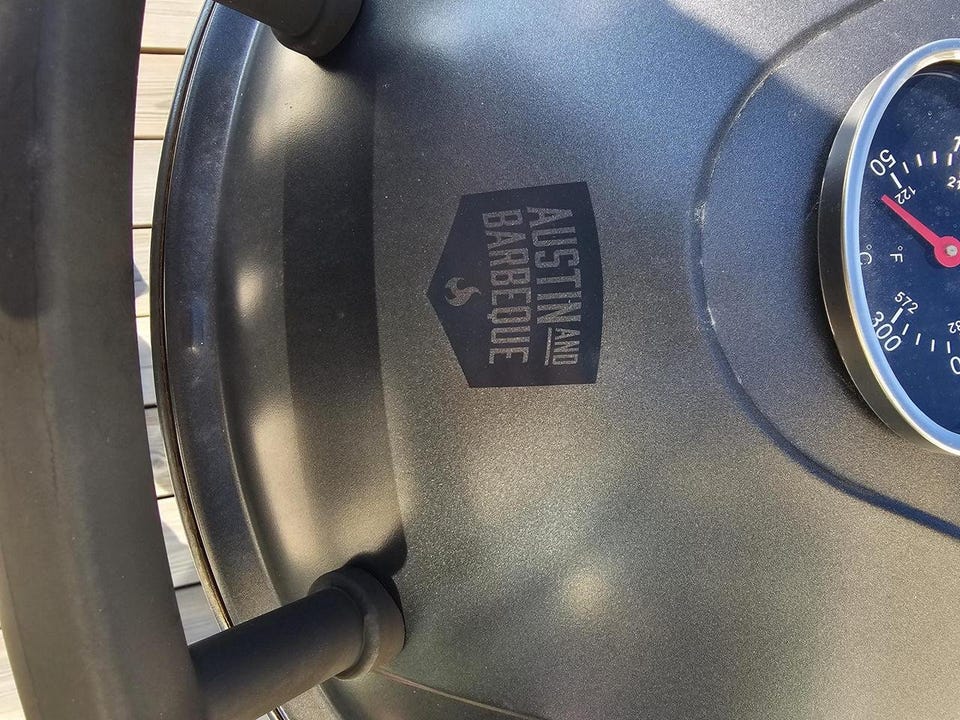 AUSTIN AND
BARBEQUE
50
122
°C
°F
572
300